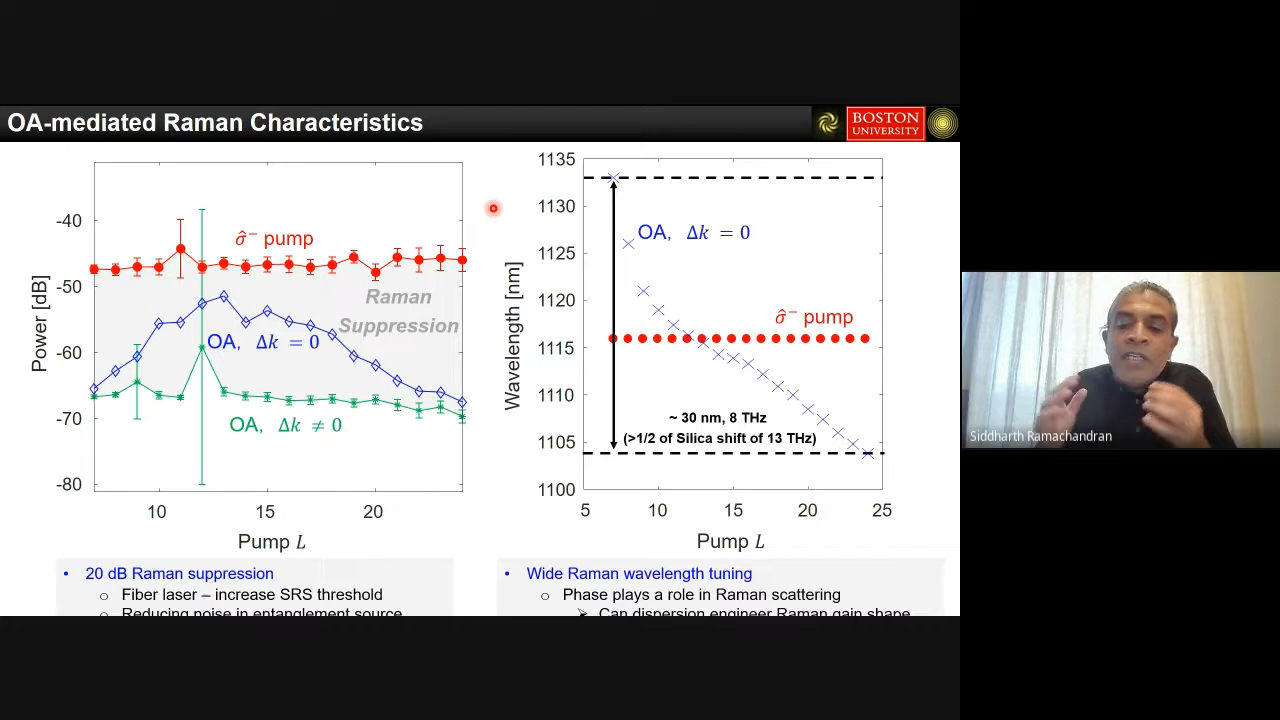 OA-mediated Raman Characteristics
BOSTON
UNIVERSITY
-40
-50
-60
-70
-80
Power [dB]
σ̂⁻ pump
Raman
Suppression
OA, Δk = 0
OA, Δk ≠ 0
10
15
20
Pump L
1135
1130
1125
1120
1115
1110
1105
1100
Wavelength [nm]
OA, Δk = 0
σ̂⁻ pump
~ 30 nm, 8 THz
(>1/2 of Silica shift of 13 THz)
5
10
15
20
25
Pump L
• 20 dB Raman suppression
o Fiber laser – increase SRS threshold
o Reducing noise in entanglement source
• Wide Raman wavelength tuning
o Phase plays a role in Raman scattering
➢ Can dispersion engineer Raman gain shape
Siddharth Ramachandran